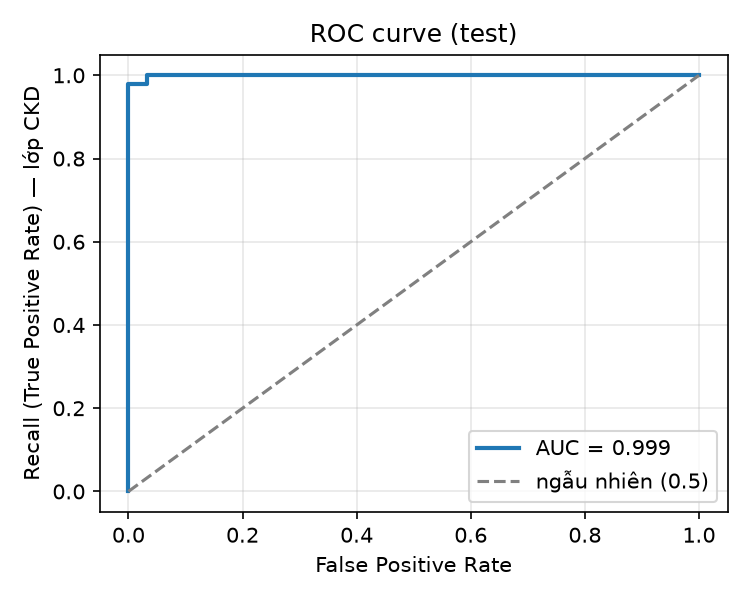 ROC curve (test)
Recall (True Positive Rate) — lớp CKD
1.0
0.8
0.6
0.4
0.2
0.0
AUC = 0.999
ngẫu nhiên (0.5)
0.0 0.2 0.4 0.6 0.8 1.0
False Positive Rate